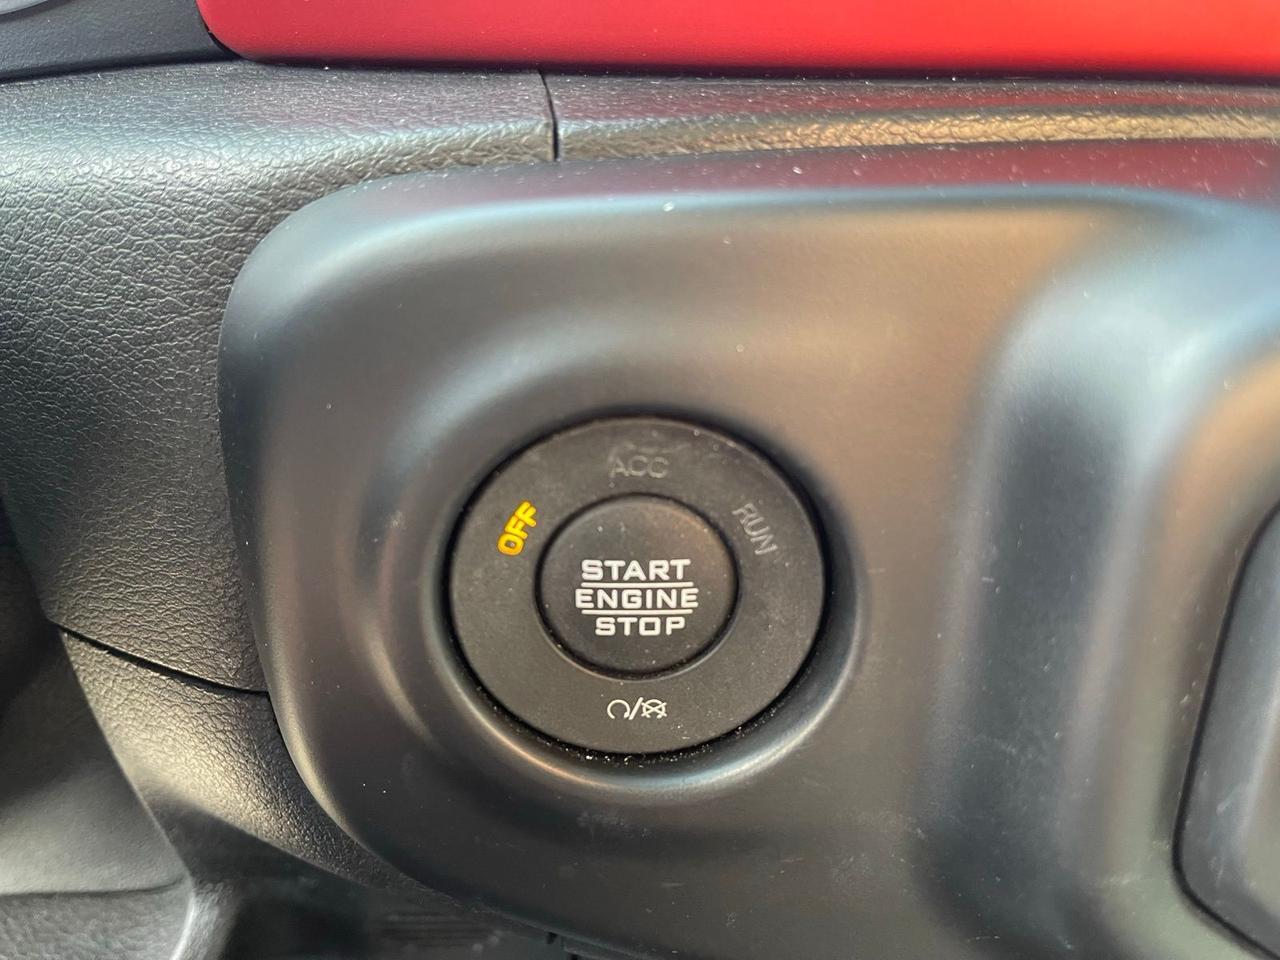 ACC
OFF
RUN
START
ENGINE
STOP